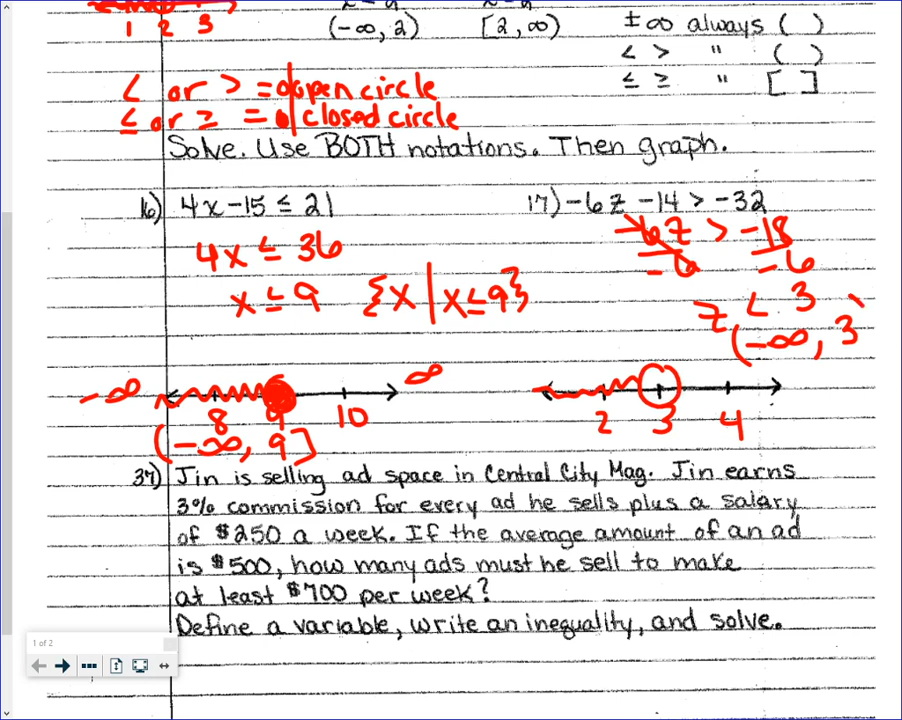 1 2 3 (-∞, 2) [2, ∞) ±∞ always ( )
< > " ( )
< or > = open circle ≤ ≥ " [ ]
≤ or ≥ = closed circle
Solve. Use BOTH notations. Then graph.
16) 4x - 15 ≤ 21 17) -6z - 14 > -32
4x ≤ 36 -6z > -18
-6 -6
x ≤ 9 {x | x ≤ 9} z < 3
(-∞, 3
-∞ ∞
8 9 10 2 3 4
(-∞, 9]
37) Jin is selling ad space in Central City Mag. Jin earns
3% commission for every ad he sells plus a salary
of $250 a week. If the average amount of an ad
is $500, how many ads must he sell to make
at least $700 per week?
Define a variable, write an inequality, and solve.
1 of 2